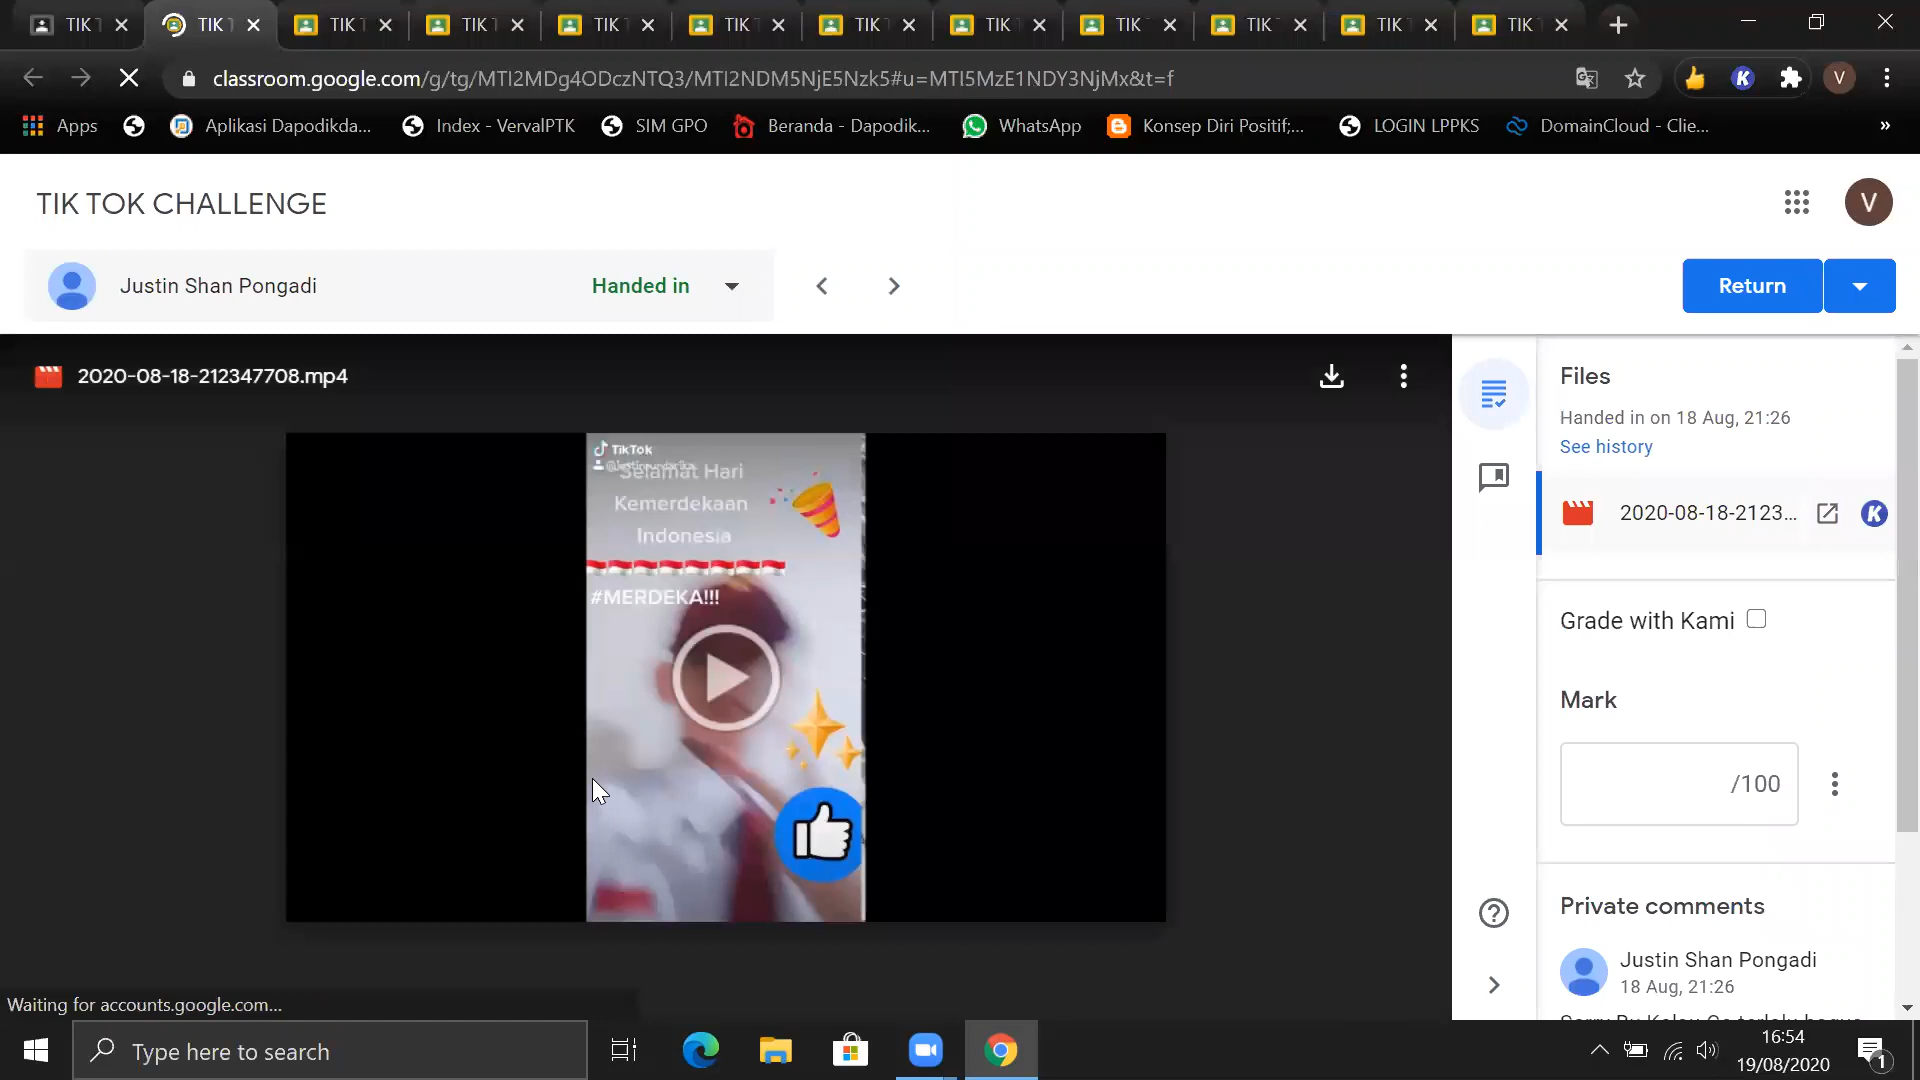 TIK T
TIK T
TIK T
TIK T
TIK T
TIK T
TIK T
TIK T
TIK T
TIK T
TIK T
TIK T
classroom.google.com/g/tg/MTI2MDg4ODczNTQ3/MTI2NDM5NjE5Nzk5#u=MTI5MzE1NDY3NjMx&t=f
K
V
Apps
Aplikasi Dapodikda...
Index - VervalPTK
SIM GPO
Beranda - Dapodik...
WhatsApp
Konsep Diri Positif;...
LOGIN LPPKS
DomainCloud - Clie...
»
TIK TOK CHALLENGE
V
Justin Shan Pongadi
Handed in
Return
2020-08-18-212347708.mp4
TikTok
Selamat Hari
Kemerdekaan
Indonesia
#MERDEKA!!!
Files
Handed in on 18 Aug, 21:26
See history
2020-08-18-2123...
K
Grade with Kami
Mark
/100
Private comments
Justin Shan Pongadi
18 Aug, 21:26
Waiting for accounts.google.com...
Type here to search
16:54
19/08/2020
1